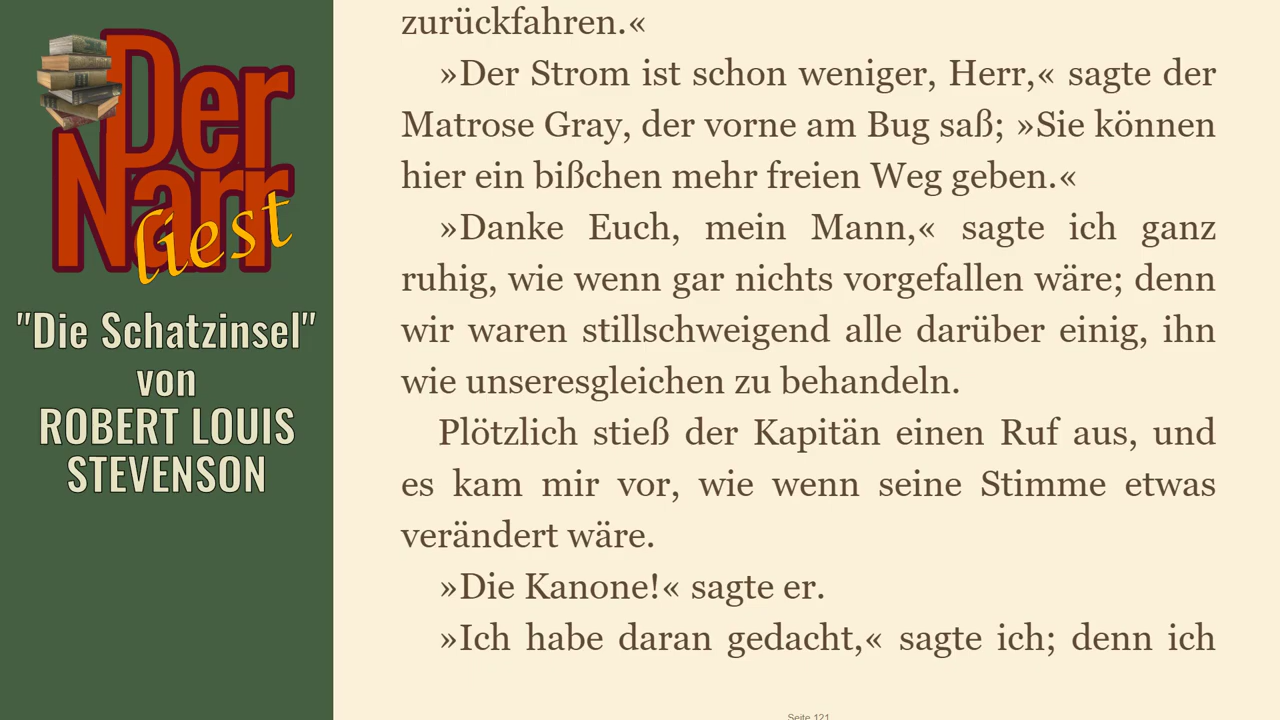 Der
Narr
liest
"Die Schatzinsel"
von
ROBERT LOUIS
STEVENSON
zurückfahren.«
»Der Strom ist schon weniger, Herr,« sagte der
Matrose Gray, der vorne am Bug saß; »Sie können
hier ein bißchen mehr freien Weg geben.«
»Danke Euch, mein Mann,« sagte ich ganz
ruhig, wie wenn gar nichts vorgefallen wäre; denn
wir waren stillschweigend alle darüber einig, ihn
wie unseresgleichen zu behandeln.
Plötzlich stieß der Kapitän einen Ruf aus, und
es kam mir vor, wie wenn seine Stimme etwas
verändert wäre.
»Die Kanone!« sagte er.
»Ich habe daran gedacht,« sagte ich; denn ich
Seite 121